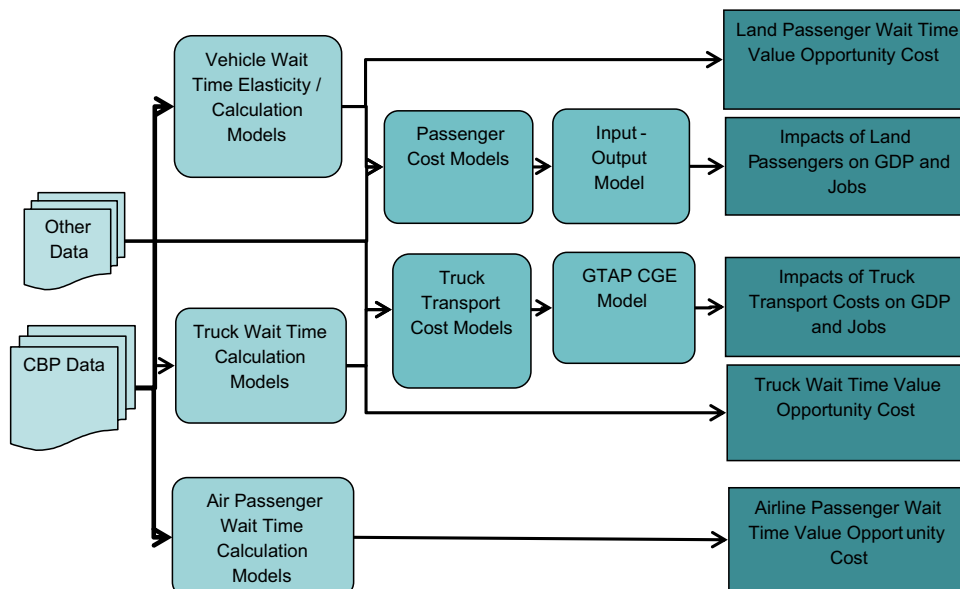 Vehicle Wait
Time Elasticity /
Calculation
Models
Land Passenger Wait Time
Value Opportunity Cost
Passenger
Cost Models
Input -
Output
Model
Impacts of Land
Passengers on GDP and
Jobs
Other
Data
Truck
Transport
Cost Models
GTAP CGE
Model
Impacts of Truck
Transport Costs on GDP
and Jobs
CBP Data
Truck Wait Time
Calculation
Models
Truck Wait Time Value
Opportunity Cost
Air Passenger
Wait Time
Calculation
Models
Airline Passenger Wait
Time Value Opportunity
Cost